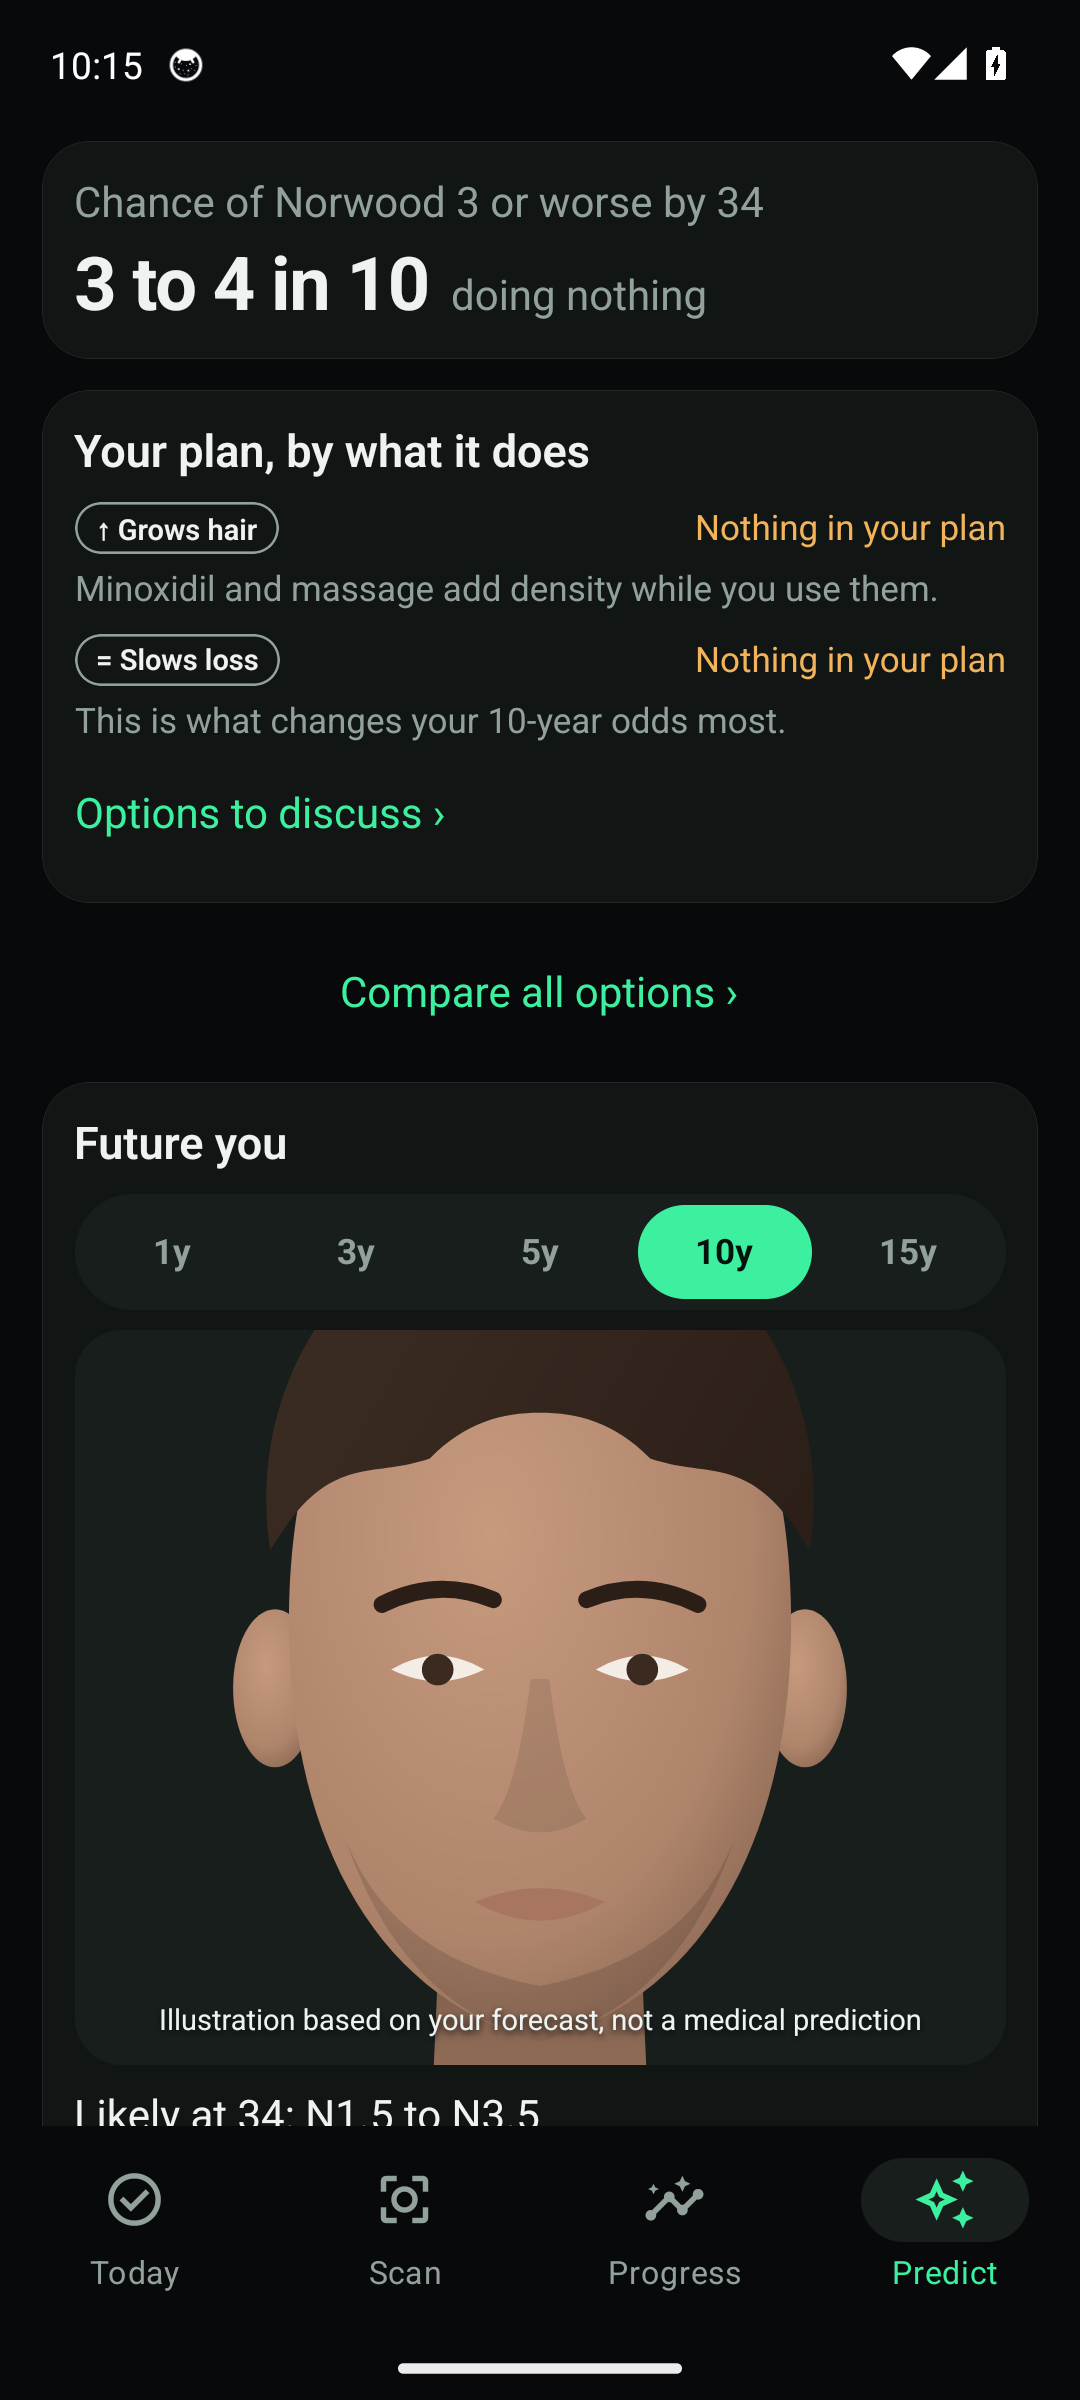 10:15
Chance of Norwood 3 or worse by 34
3 to 4 in 10 doing nothing
Your plan, by what it does
↑ Grows hair
Nothing in your plan
Minoxidil and massage add density while you use them.
= Slows loss
Nothing in your plan
This is what changes your 10-year odds most.
Options to discuss ›
Compare all options ›
Future you
1y 3y 5y 10y 15y
Illustration based on your forecast, not a medical prediction
Likely at 34: N1.5 to N3.5
Today Scan Progress Predict